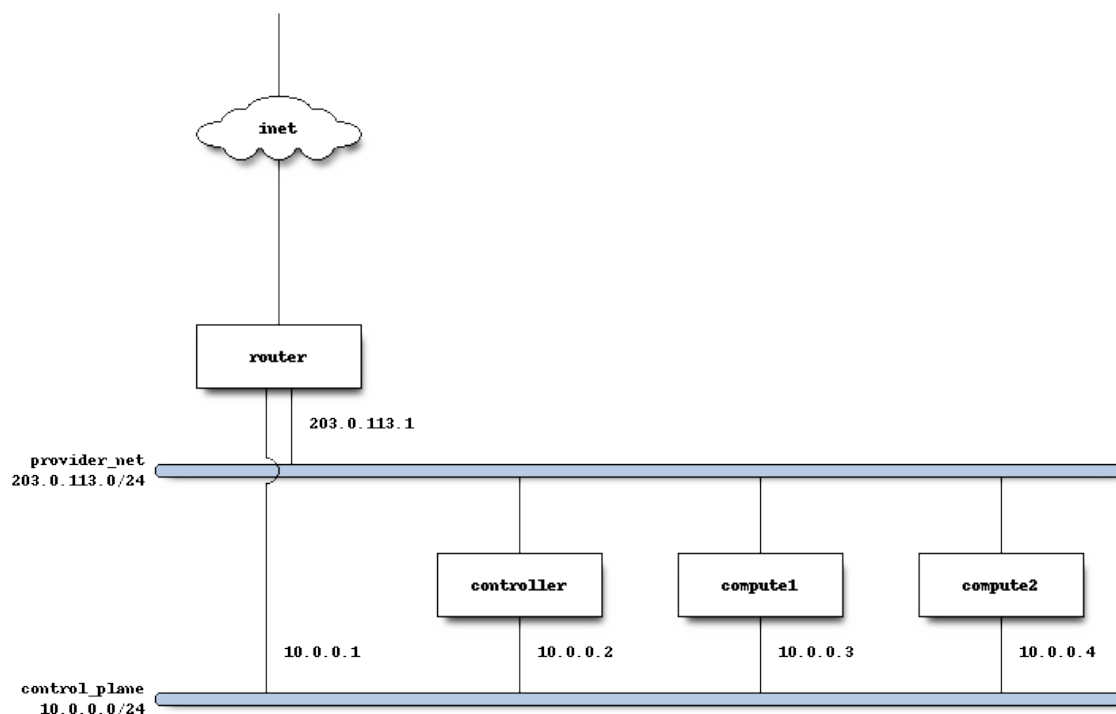 inet
router
203.0.113.1
provider_net
203.0.113.0/24
controller
compute1
compute2
10.0.0.1
10.0.0.2
10.0.0.3
10.0.0.4
control_plane
10.0.0.0/24